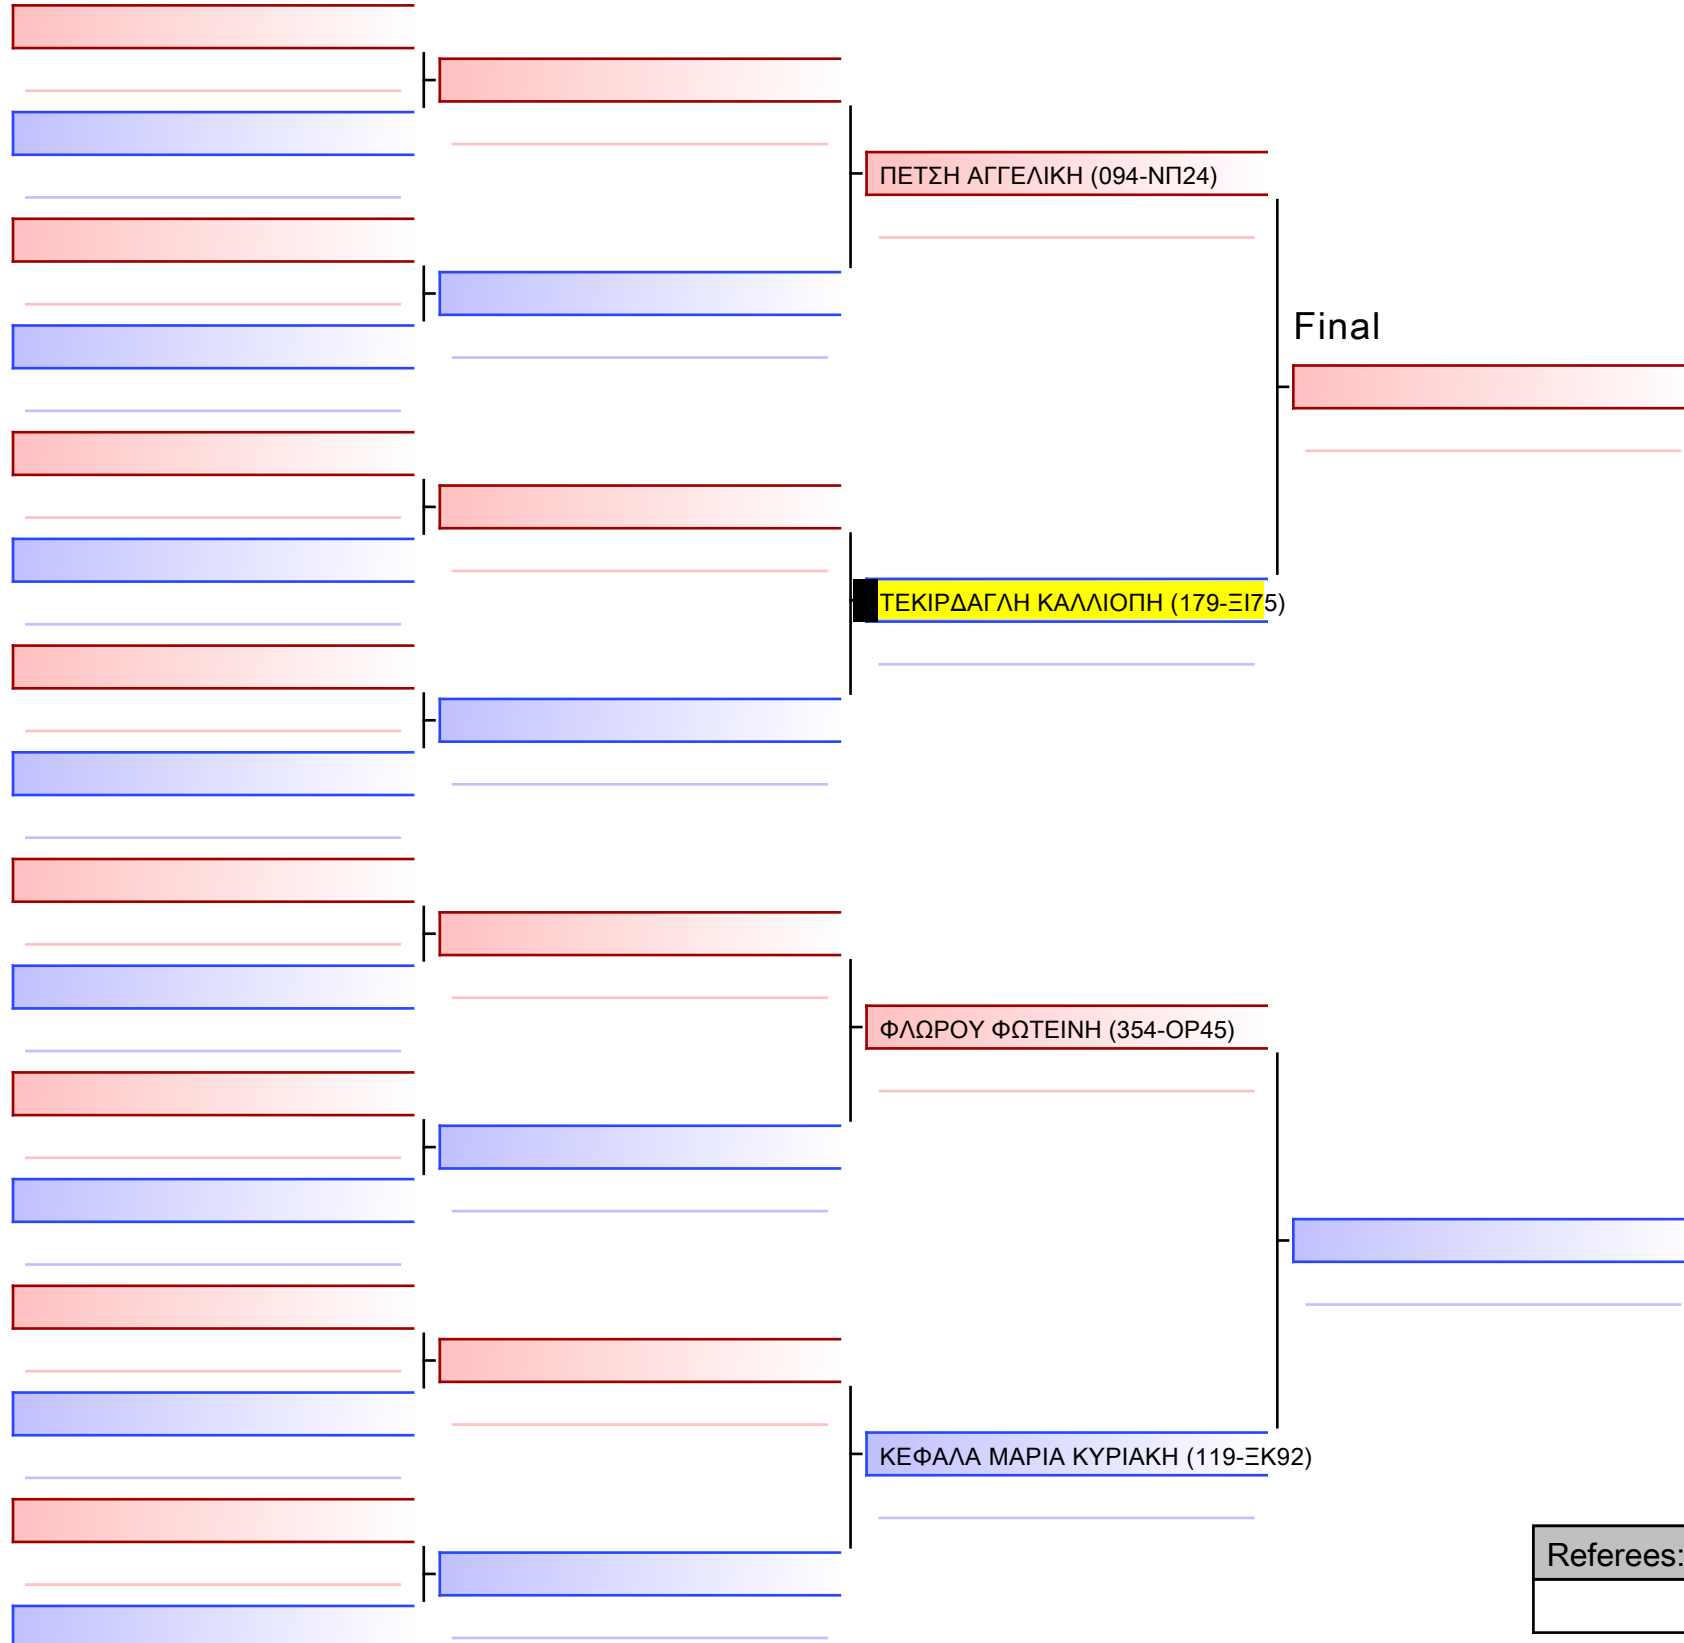 ΠΕΤΣΗ ΑΓΓΕΛΙΚΗ (094-ΝΠ24)
Final
ΤΕΚΙΡΔΑΓΛΗ ΚΑΛΛΙΟΠΗ (179-ΞΙ75)
ΦΛΩΡΟΥ ΦΩΤΕΙΝΗ (354-ΟΡ45)
ΚΕΦΑΛΑ ΜΑΡΙΑ ΚΥΡΙΑΚΗ (119-ΞΚ92)
Referees: